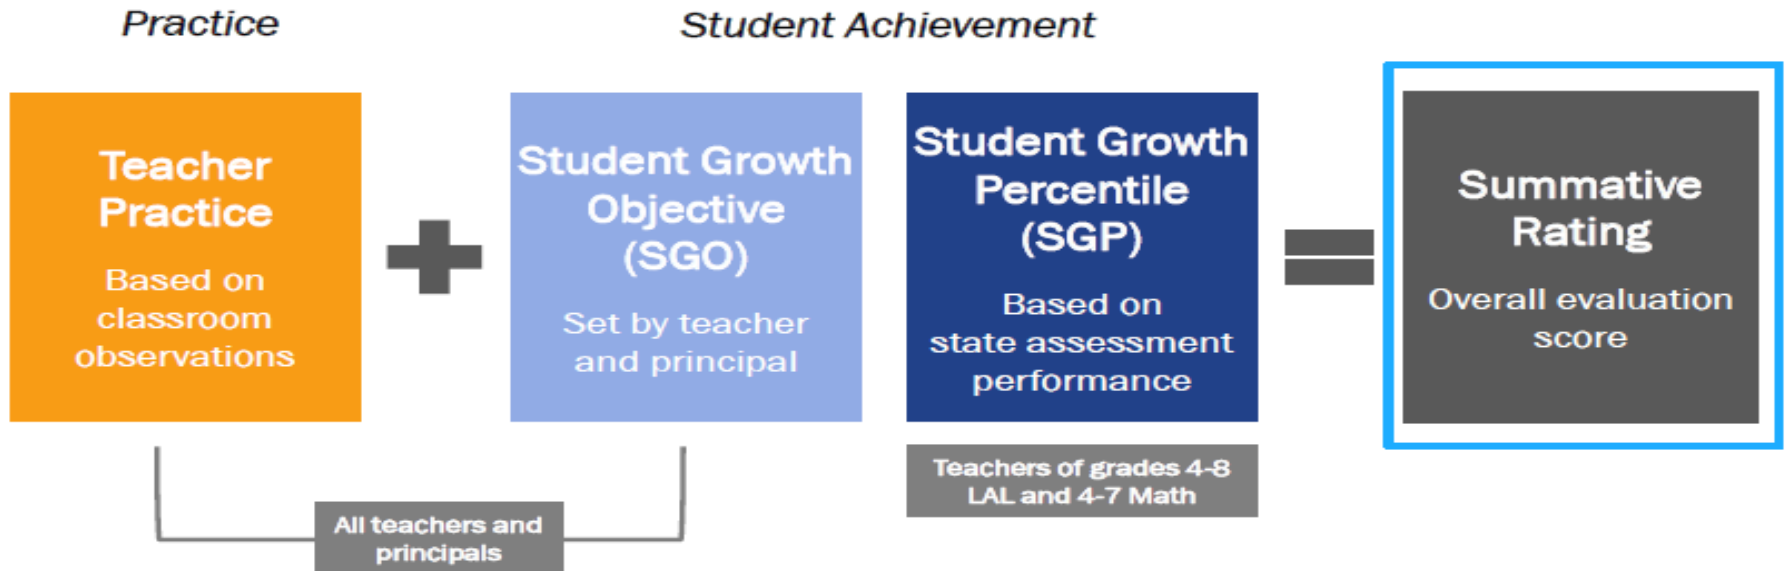 Practice
Student Achievement
Teacher
Practice
Based on
classroom
observations
Student Growth
Objective
(SGO)
Set by teacher
and principal
Student Growth
Percentile
(SGP)
Based on
state assessment
performance
Summative
Rating
Overall evaluation
score
Teachers of grades 4-8
LAL and 4-7 Math
All teachers and
principals